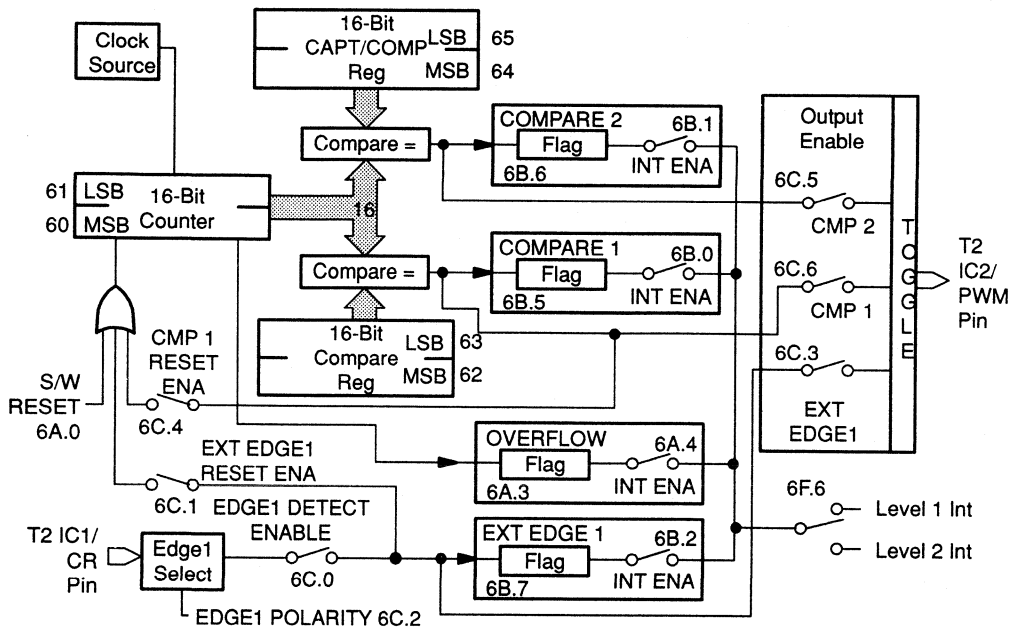 Clock
Source
16-Bit
CAPT/COMP
Reg
LSB
MSB
65
64
Compare =
COMPARE 2
Flag
6B.6
6B.1
INT ENA
61
60
LSB
MSB
16-Bit
Counter
16
Compare =
COMPARE 1
Flag
6B.5
6B.0
INT ENA
16-Bit
Compare
Reg
LSB
MSB
63
62
Output
Enable
6C.5
CMP 2
6C.6
CMP 1
6C.3
EXT
EDGE1
TOGGLE
T2
IC2/
PWM
Pin
S/W
RESET
6A.0
CMP 1
RESET
ENA
6C.4
EXT EDGE1
RESET ENA
6C.1
OVERFLOW
Flag
6A.3
6A.4
INT ENA
EDGE1 DETECT
ENABLE
6C.0
T2 IC1/
CR
Pin
Edge1
Select
EDGE1 POLARITY 6C.2
EXT EDGE 1
Flag
6B.7
6B.2
INT ENA
6F.6
Level 1 Int
Level 2 Int